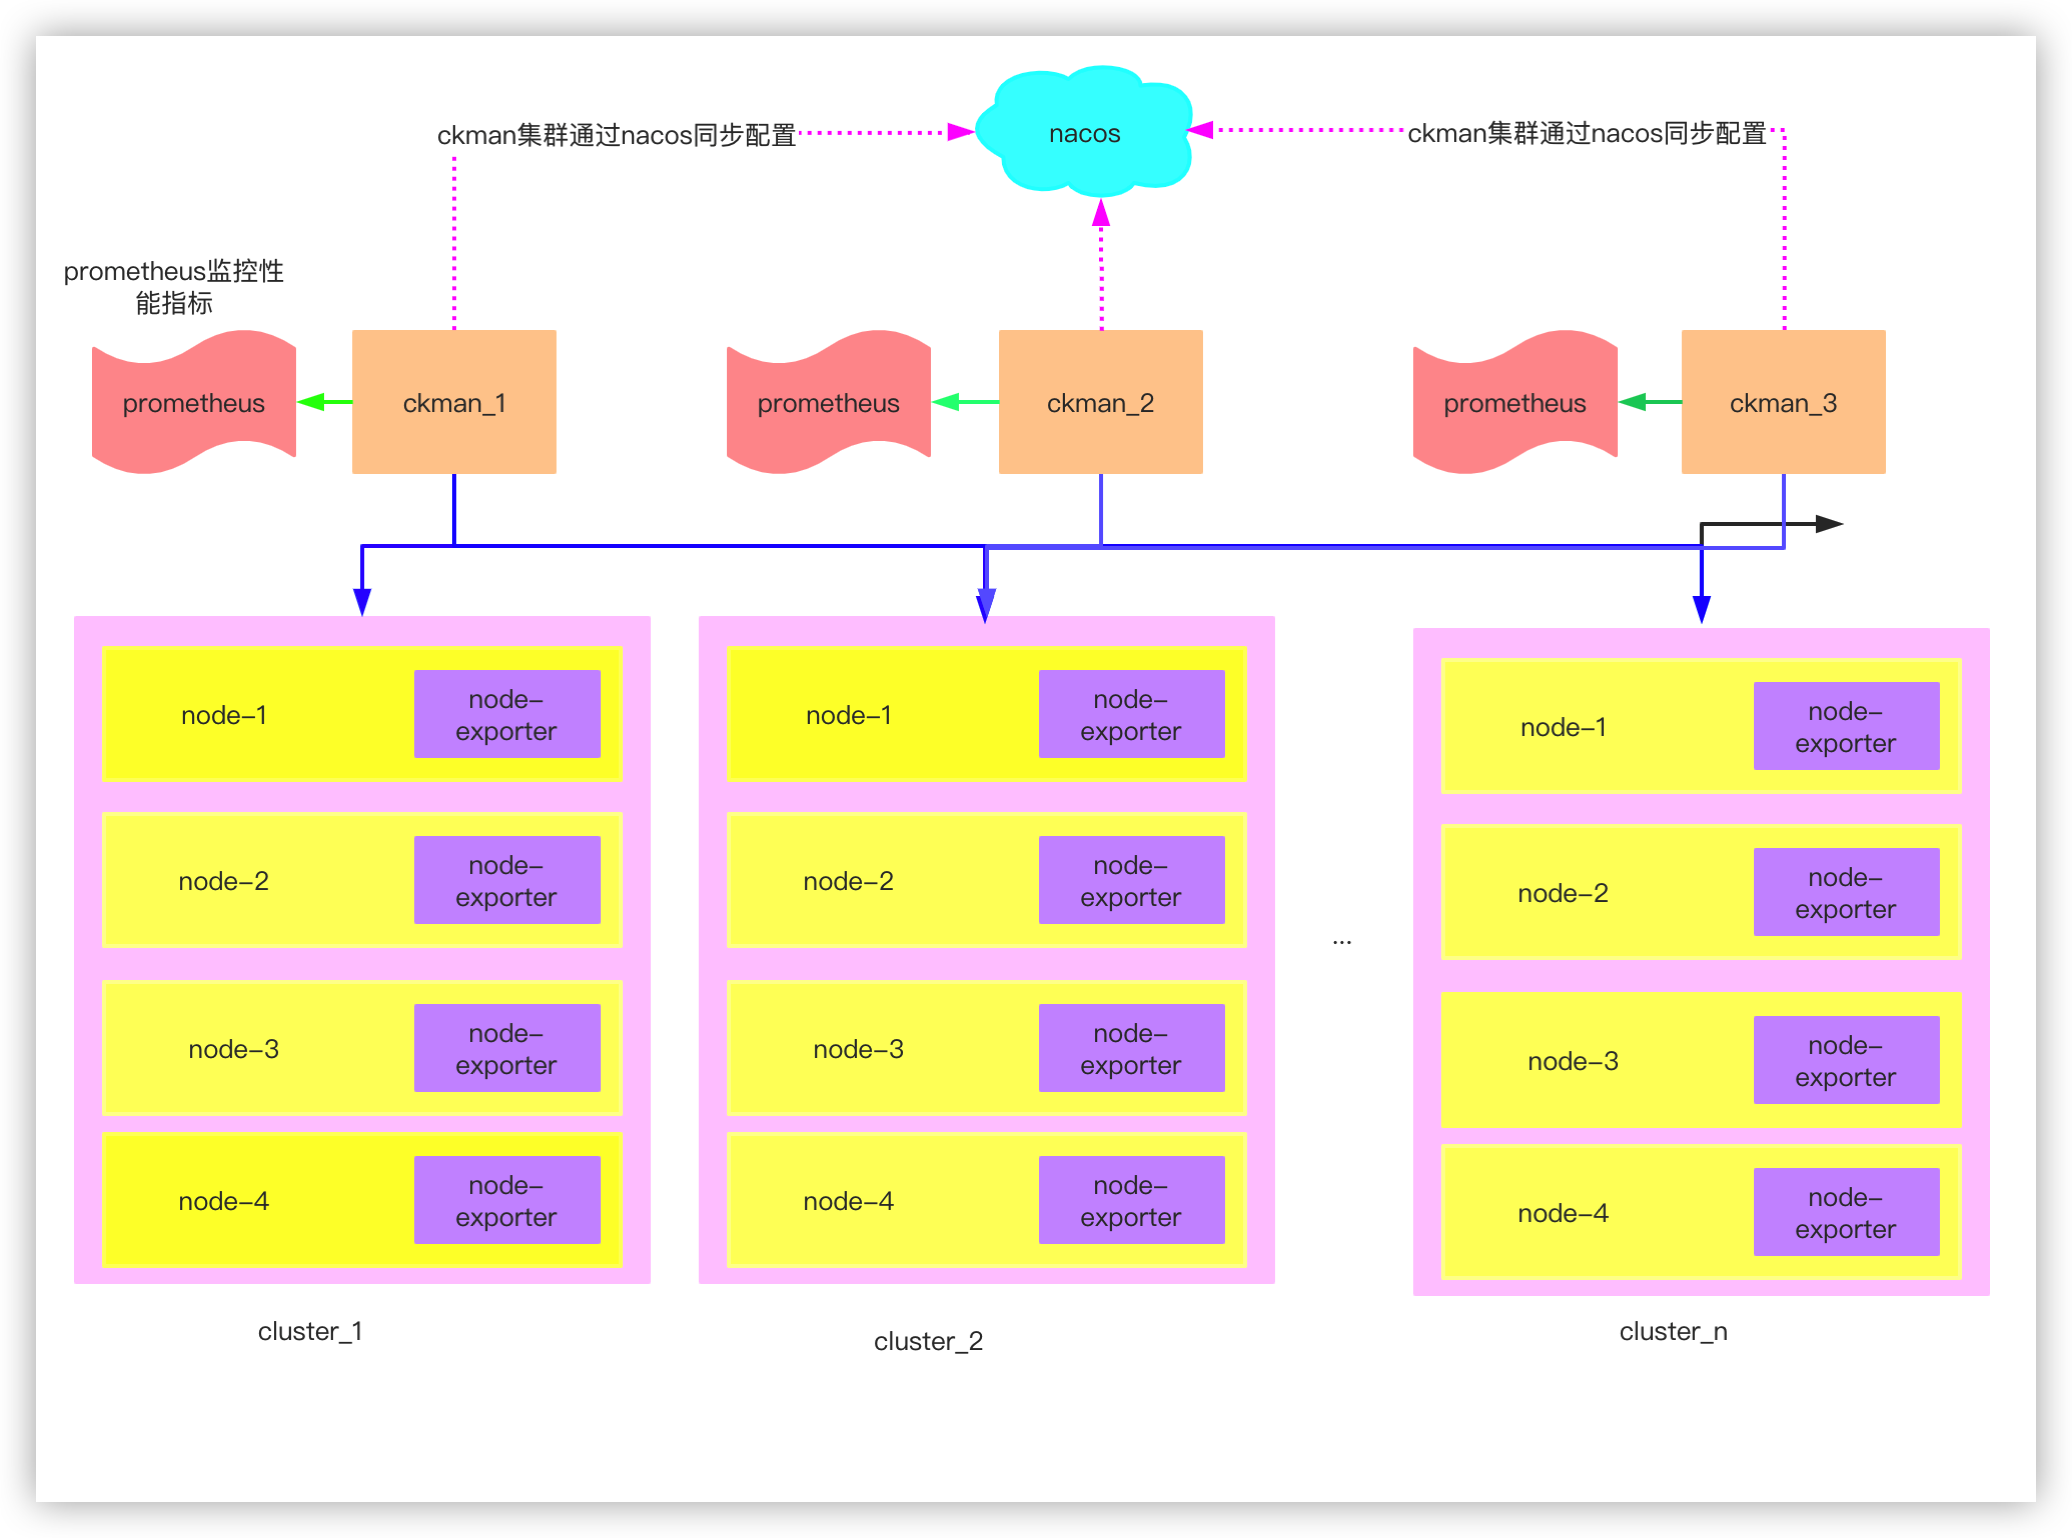 nacos
ckman集群通过nacos同步配置
ckman集群通过nacos同步配置
prometheus监控性
能指标
prometheus
ckman_1
prometheus
ckman_2
prometheus
ckman_3
node-1
node-
exporter
node-2
node-
exporter
node-3
node-
exporter
node-4
node-
exporter
cluster_1
node-1
node-
exporter
node-2
node-
exporter
node-3
node-
exporter
node-4
node-
exporter
cluster_2
...
node-1
node-
exporter
node-2
node-
exporter
node-3
node-
exporter
node-4
node-
exporter
cluster_n